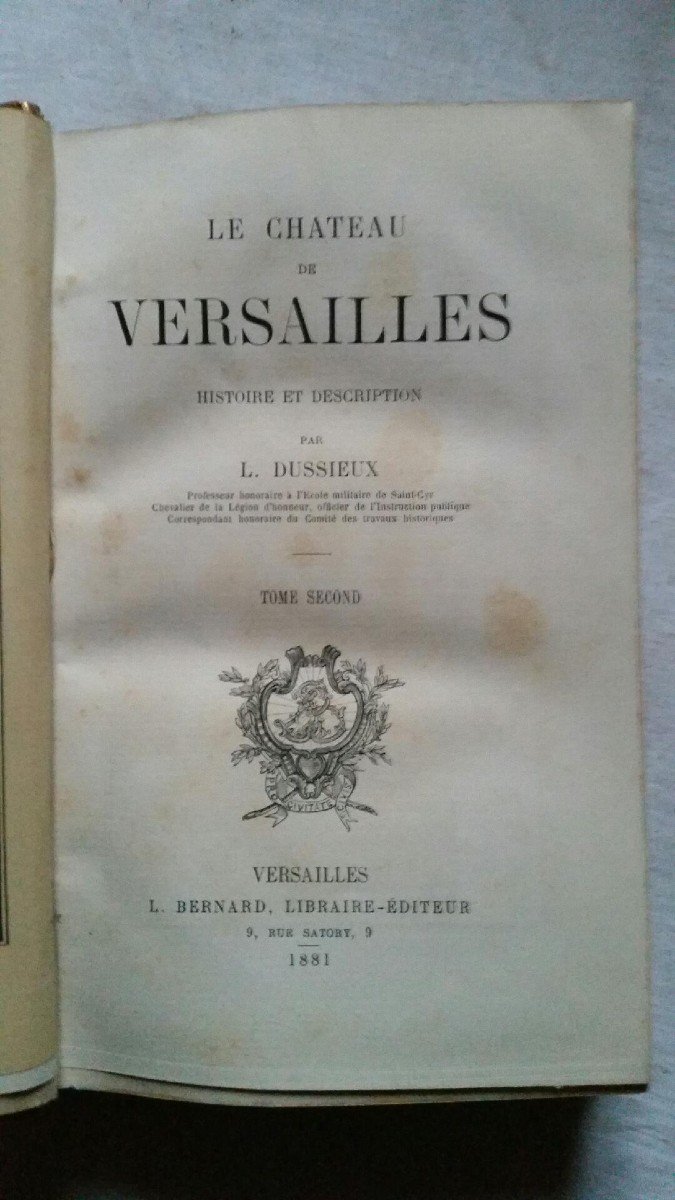 LE CHATEAU
DE
VERSAILLES
HISTOIRE ET DESCRIPTION
PAR
L. DUSSIEUX
Professeur honoraire à l'École militaire de Saint-Cyr
Chevalier de la Légion d'honneur, officier de l'Instruction publique
Correspondant honoraire du Comité des travaux historiques
TOME SECOND
CIVITATE
VERSAILLES
L. BERNARD, LIBRAIRE-ÉDITEUR
9, RUE SATORY, 9
1881